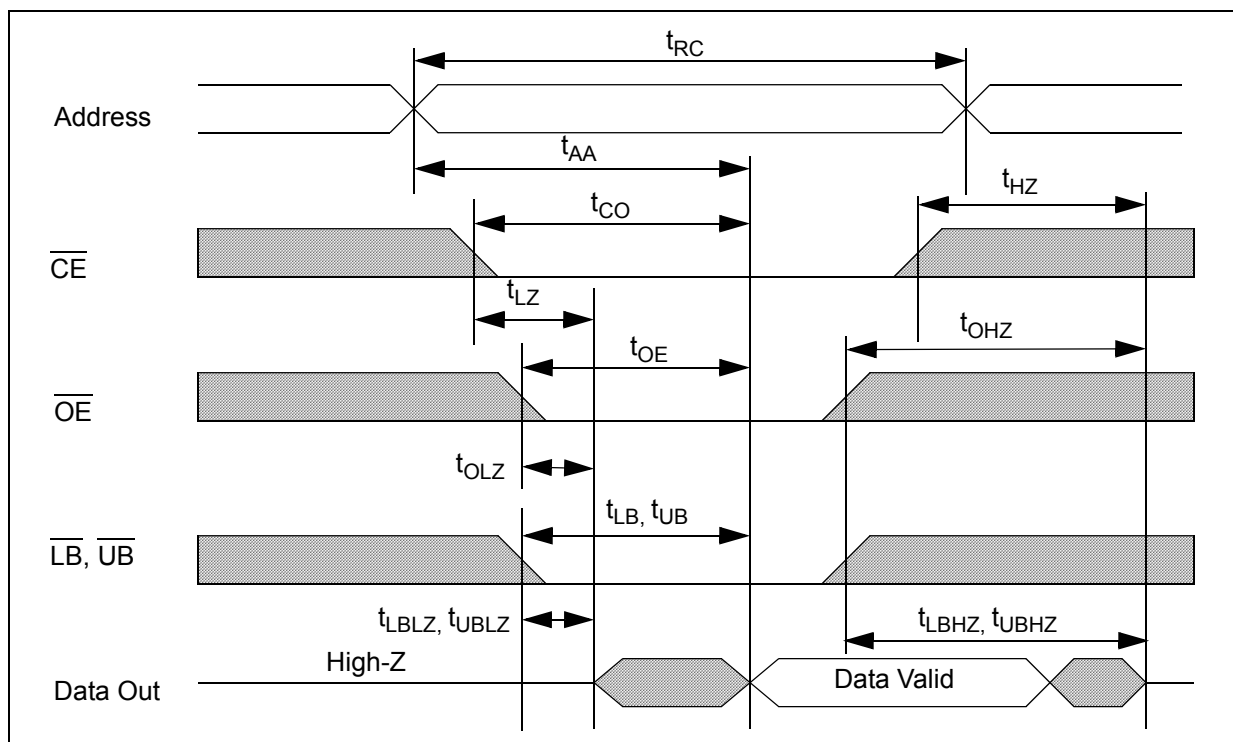 tRC
Address
tAA
tHZ
tCO
CE
tLZ
tOHZ
tOE
OE
tOLZ
tLB, tUB
LB, UB
tLBLZ, tUBLZ
tLBHZ, tUBHZ
High-Z
Data Valid
Data Out